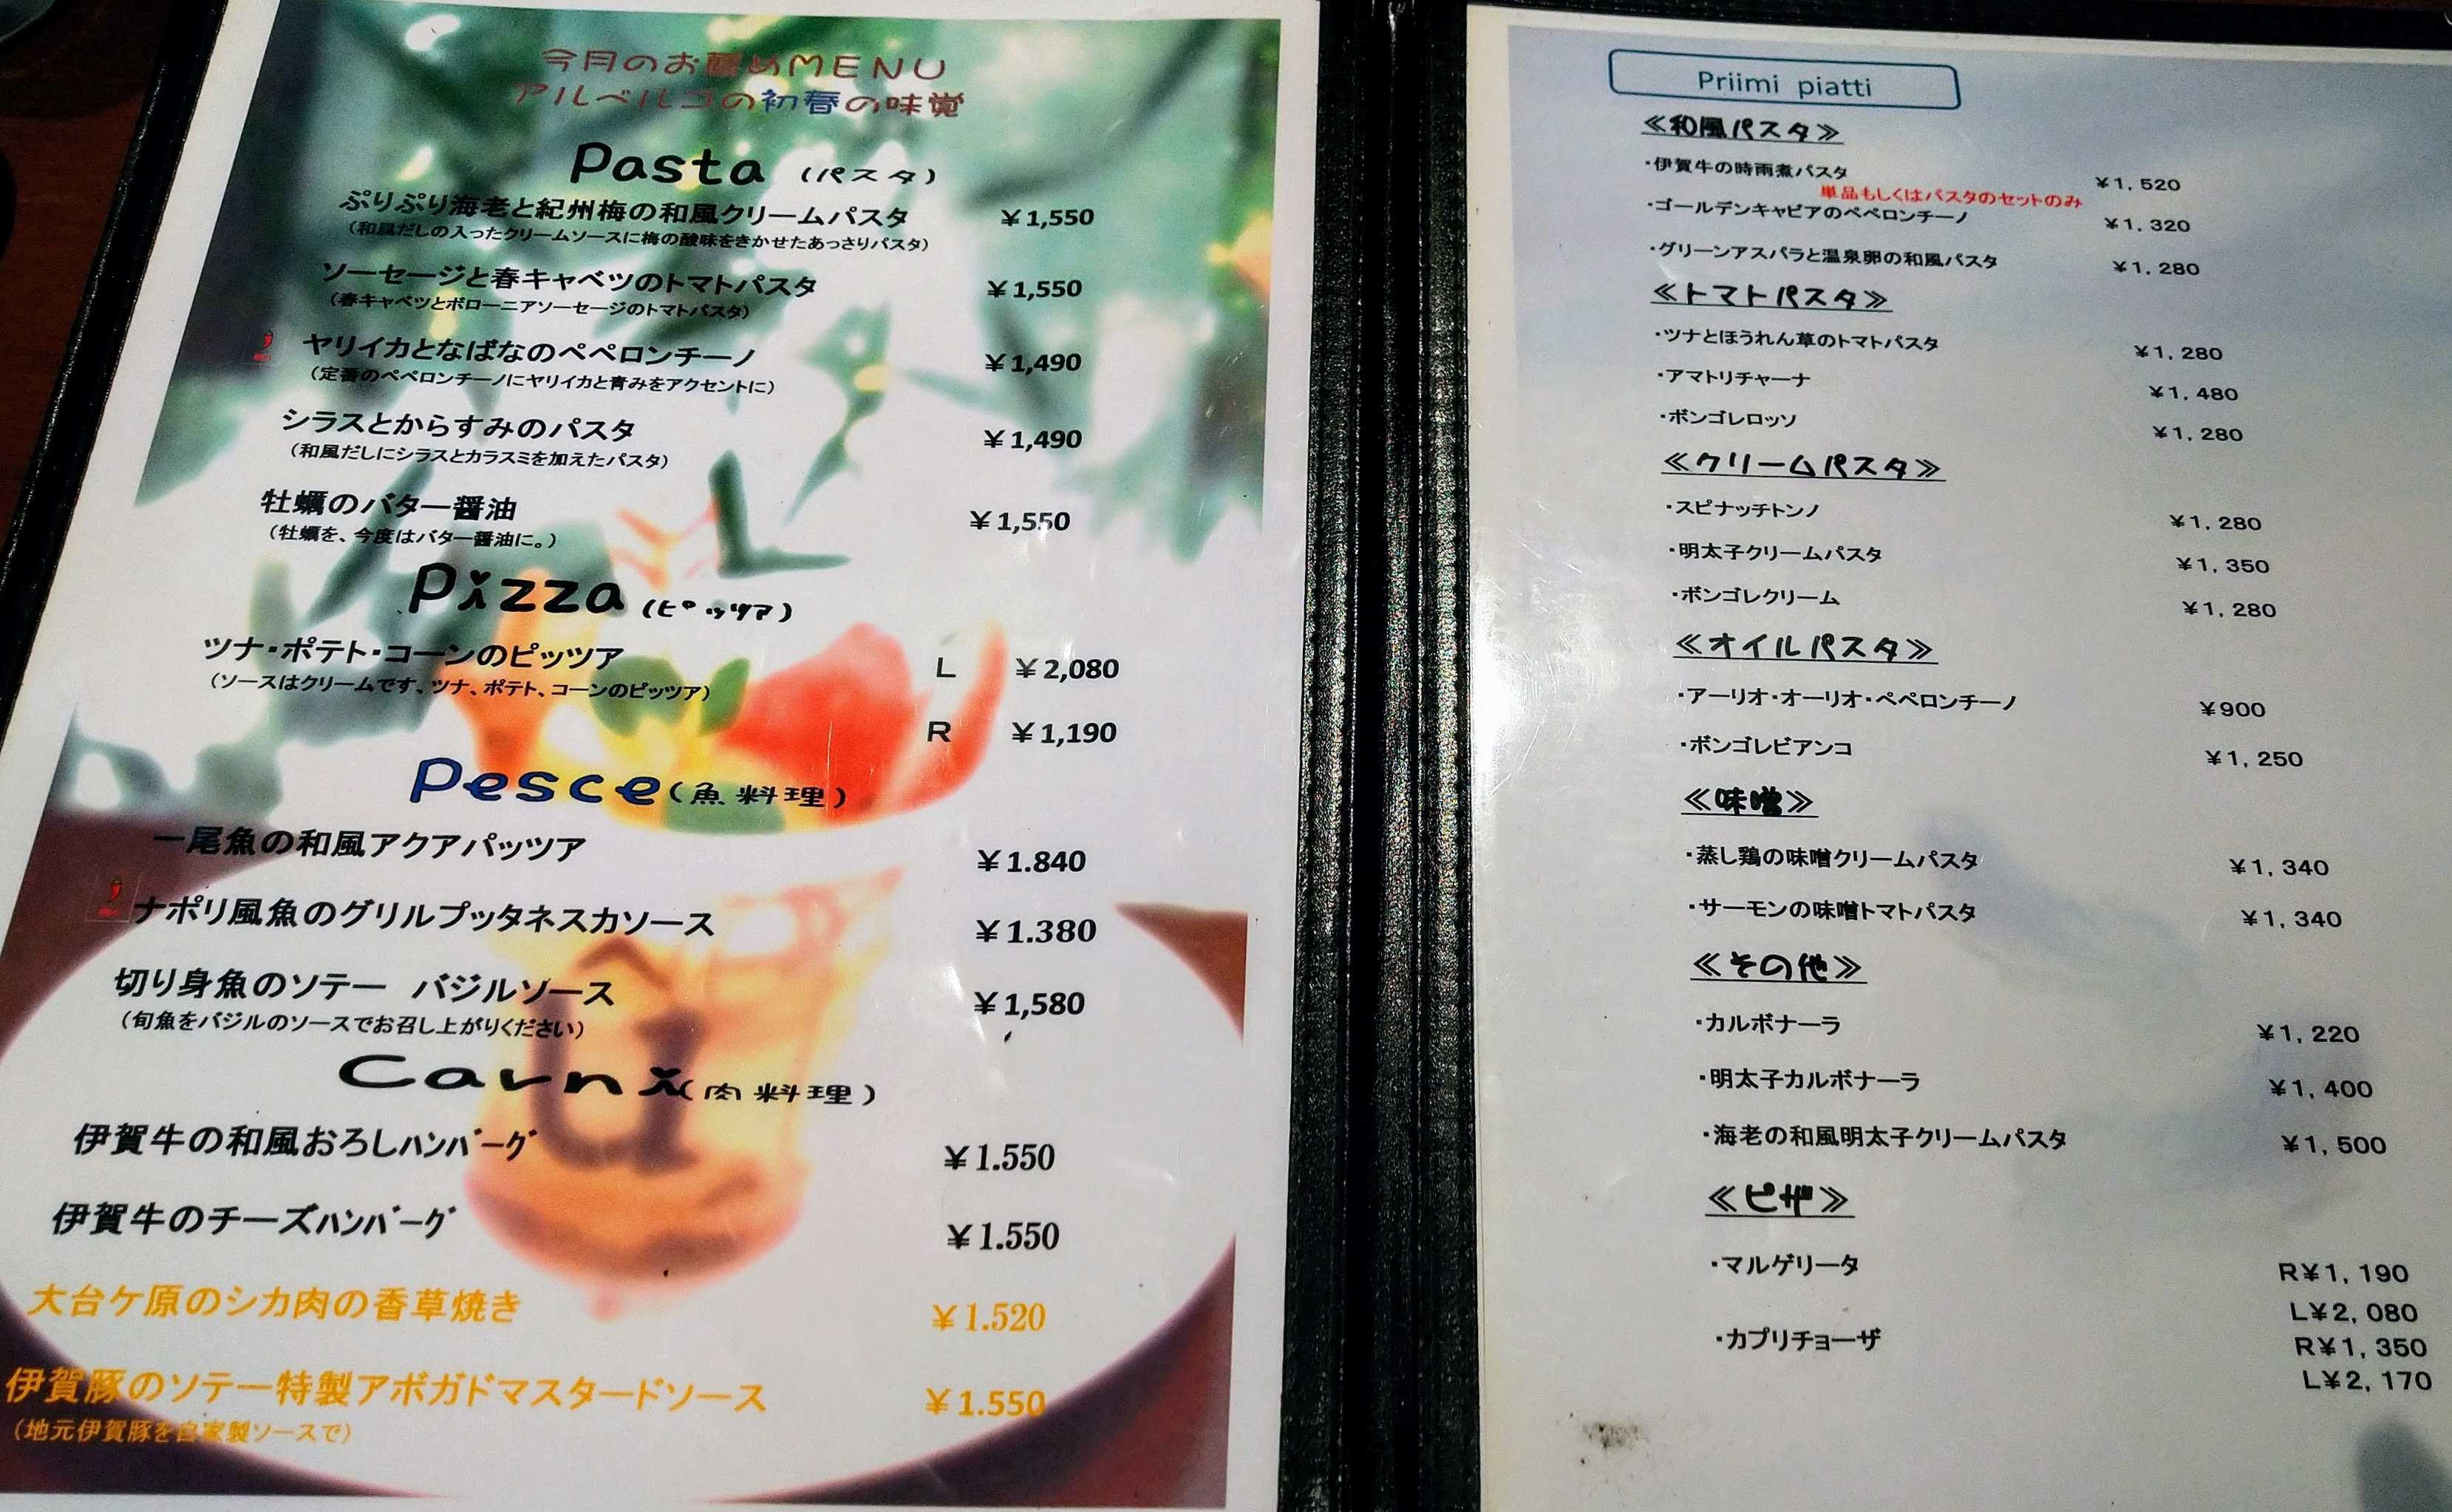 今月のお薦めMENU
アルベルゴの初春の味覚
Pasta (パスタ)
ぷりぷり海老と紀州梅の和風クリームパスタ ¥1,550
(和風だしの入ったクリームソースに梅の酸味をきかせたあっさりパスタ)
ソーセージと春キャベツのトマトパスタ ¥1,550
(春キャベツとボローニアソーセージのトマトパスタ)
ヤリイカとなばなのペペロンチーノ ¥1,490
(定番のペペロンチーノにヤリイカと青みをアクセントに)
シラスとからすみのパスタ ¥1,490
(和風だしにシラスとカラスミを加えたパスタ)
牡蠣のバター醤油 ¥1,550
(牡蠣を、今度はバター醤油に。)
Pizza (ピッツア)
ツナ・ポテト・コーンのピッツア L ¥2,080
(ソースはクリームです、ツナ、ポテト、コーンのピッツア)
R ¥1,190
Pesce (魚料理)
一尾魚の和風アクアパッツア ¥1.840
ナポリ風魚のグリルプッタネスカソース ¥1.380
切り身魚のソテー バジルソース ¥1,580
(旬魚をバジルのソースでお召し上がりください)
Carni (肉料理)
伊賀牛の和風おろしハンバーグ ¥1.550
伊賀牛のチーズハンバーグ ¥1.550
大台ケ原のシカ肉の香草焼き ¥1.520
伊賀豚のソテー特製アボガドマスタードソース ¥1.550
(地元伊賀豚を自家製ソースで)
Priimi piatti
≪和風パスタ≫
・伊賀牛の時雨煮パスタ ¥1,520
単品もしくはパスタのセットのみ
・ゴールデンキャビアのペペロンチーノ ¥1,320
・グリーンアスパラと温泉卵の和風パスタ ¥1,280
≪トマトパスタ≫
・ツナとほうれん草のトマトパスタ ¥1,280
・アマトリチャーナ ¥1,480
・ボンゴレロッソ ¥1,280
≪クリームパスタ≫
・スピナッチトンノ ¥1,280
・明太子クリームパスタ ¥1,350
・ボンゴレクリーム ¥1,280
≪オイルパスタ≫
・アーリオ・オーリオ・ペペロンチーノ ¥900
・ボンゴレビアンコ ¥1,250
≪味噌≫
・蒸し鶏の味噌クリームパスタ ¥1,340
・サーモンの味噌トマトパスタ ¥1,340
≪その他≫
・カルボナーラ ¥1,220
・明太子カルボナーラ ¥1,400
・海老の和風明太子クリームパスタ ¥1,500
≪ピザ≫
・マルゲリータ R¥1,190
L¥2,080
・カプリチョーザ R¥1,350
L¥2,170